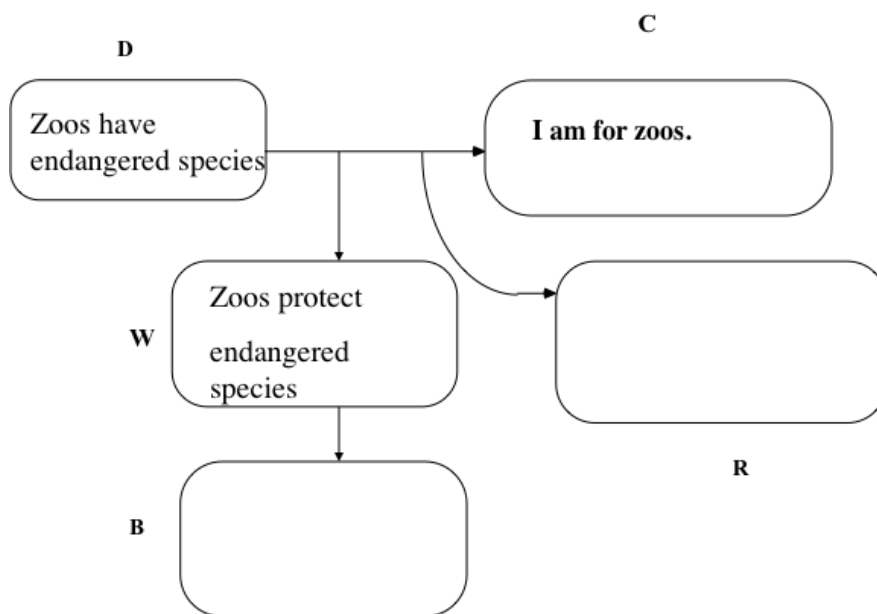 C
D
Zoos have
endangered species
I am for zoos.
Zoos protect
endangered
species
W
R
B